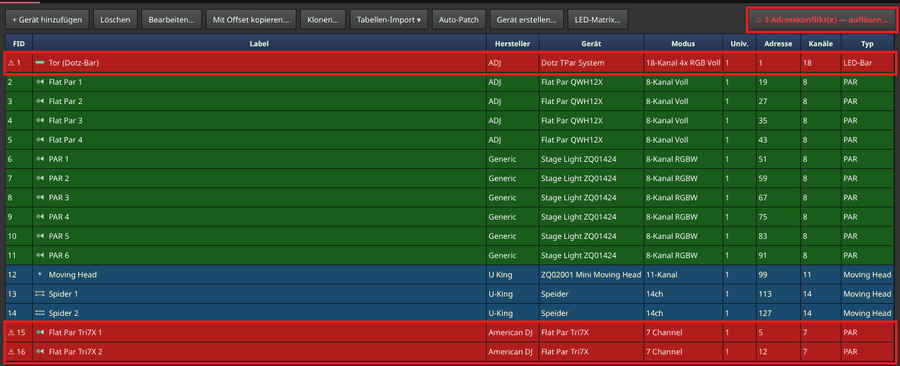 + Gerät hinzufügen Löschen Bearbeiten... Mit Offset kopieren... Klonen... Tabellen-Import ▾ Auto-Patch Gerät erstellen... LED-Matrix... ⚠ 3 Adresskonflikt(e) — auflösen...
FID Label Hersteller Gerät Modus Univ. Adresse Kanäle Typ
⚠ 1 Tor (Dotz-Bar) ADJ Dotz TPar System 18-Kanal 4x RGB Voll 1 1 18 LED-Bar
2 Flat Par 1 ADJ Flat Par QWH12X 8-Kanal Voll 1 19 8 PAR
3 Flat Par 2 ADJ Flat Par QWH12X 8-Kanal Voll 1 27 8 PAR
4 Flat Par 3 ADJ Flat Par QWH12X 8-Kanal Voll 1 35 8 PAR
5 Flat Par 4 ADJ Flat Par QWH12X 8-Kanal Voll 1 43 8 PAR
6 PAR 1 Generic Stage Light ZQ01424 8-Kanal RGBW 1 51 8 PAR
7 PAR 2 Generic Stage Light ZQ01424 8-Kanal RGBW 1 59 8 PAR
8 PAR 3 Generic Stage Light ZQ01424 8-Kanal RGBW 1 67 8 PAR
9 PAR 4 Generic Stage Light ZQ01424 8-Kanal RGBW 1 75 8 PAR
10 PAR 5 Generic Stage Light ZQ01424 8-Kanal RGBW 1 83 8 PAR
11 PAR 6 Generic Stage Light ZQ01424 8-Kanal RGBW 1 91 8 PAR
12 Moving Head U King ZQ02001 Mini Moving Head 11-Kanal 1 99 11 Moving Head
13 Spider 1 U-King Speider 14ch 1 113 14 Moving Head
14 Spider 2 U-King Speider 14ch 1 127 14 Moving Head
⚠ 15 Flat Par Tri7X 1 American DJ Flat Par Tri7X 7 Channel 1 5 7 PAR
⚠ 16 Flat Par Tri7X 2 American DJ Flat Par Tri7X 7 Channel 1 12 7 PAR